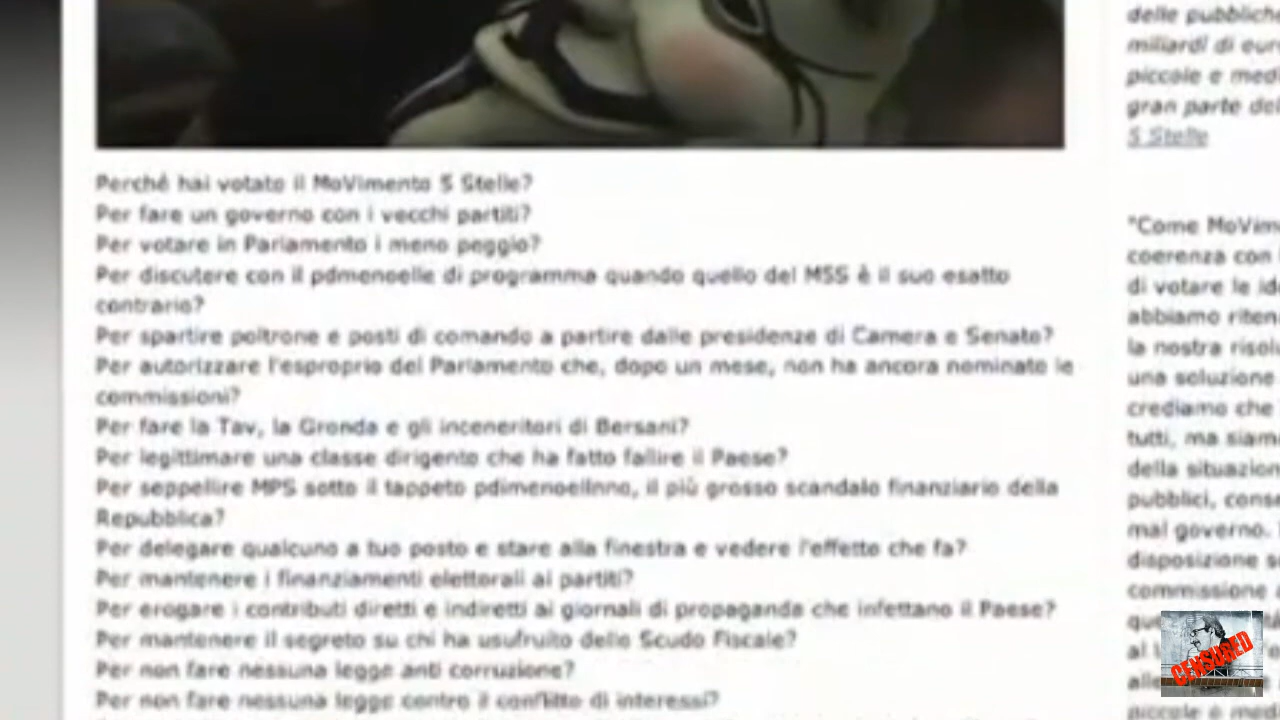 Perché hai votato il MoVimento 5 Stelle?
Per fare un governo con i vecchi partiti?
Per votare in Parlamento i meno peggio?
Per discutere con il pdmenoelle di programma quando quello del M5S è il suo esatto
contrario?
Per spartire poltrone e posti di comando a partire dalle presidenze di Camera e Senato?
Per autorizzare l'esproprio del Parlamento che, dopo un mese, non ha ancora nominato le
commissioni?
Per fare la Tav, la Gronda e gli inceneritori di Bersani?
Per legittimare una classe dirigente che ha fatto fallire il Paese?
Per seppellire MPS sotto il tappeto pdimenoellno, il più grosso scandalo finanziario della
Repubblica?
Per delegare qualcuno a tuo posto e stare alla finestra e vedere l'effetto che fa?
Per mantenere i finanziamenti elettorali ai partiti?
Per erogare i contributi diretti e indiretti ai giornali di propaganda che infettano il Paese?
Per mantenere il segreto su chi ha usufruito dello Scudo Fiscale?
Per non fare nessuna legge anti corruzione?
Per non fare nessuna legge contro il conflitto di interessi?
delle pubbliche
miliardi di euro
piccole e med
gran parte del
5 Stelle
"Come MoVim
coerenza con
di votare le id
abbiamo riten
la nostra risolu
una soluzione
crediamo che
tutti, ma siam
della situazion
pubblici, cons
mal governo.
disposizione s
commissione
piccole e med
CENSURED